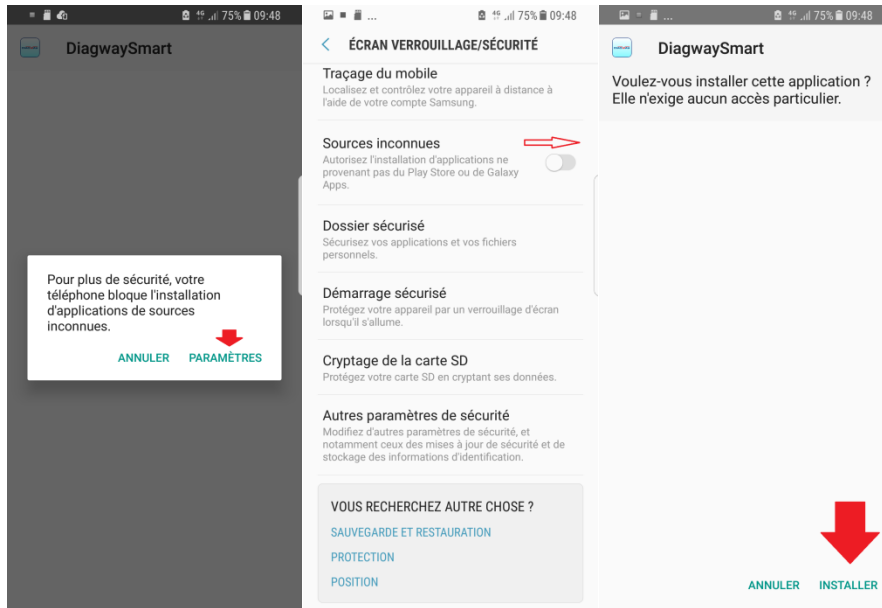 4G 75% 09:48
DiagwaySmart
Pour plus de sécurité, votre
téléphone bloque l'installation
d'applications de sources
inconnues.
ANNULER PARAMÈTRES
... 4G 75% 09:48
ÉCRAN VERROUILLAGE/SÉCURITÉ
Traçage du mobile
Localisez et contrôlez votre appareil à distance à
l'aide de votre compte Samsung.
Sources inconnues
Autorisez l'installation d'applications ne
provenant pas du Play Store ou de Galaxy
Apps.
Dossier sécurisé
Sécurisez vos applications et vos fichiers
personnels.
Démarrage sécurisé
Protégez votre appareil par un verrouillage d'écran
lorsqu'il s'allume.
Cryptage de la carte SD
Protégez votre carte SD en cryptant ses données.
Autres paramètres de sécurité
Modifiez d'autres paramètres de sécurité, et
notamment ceux des mises à jour de sécurité et de
stockage des informations d'identification.
VOUS RECHERCHEZ AUTRE CHOSE ?
SAUVEGARDE ET RESTAURATION
PROTECTION
POSITION
... 4G 75% 09:48
DiagwaySmart
Voulez-vous installer cette application ?
Elle n'exige aucun accès particulier.
ANNULER INSTALLER